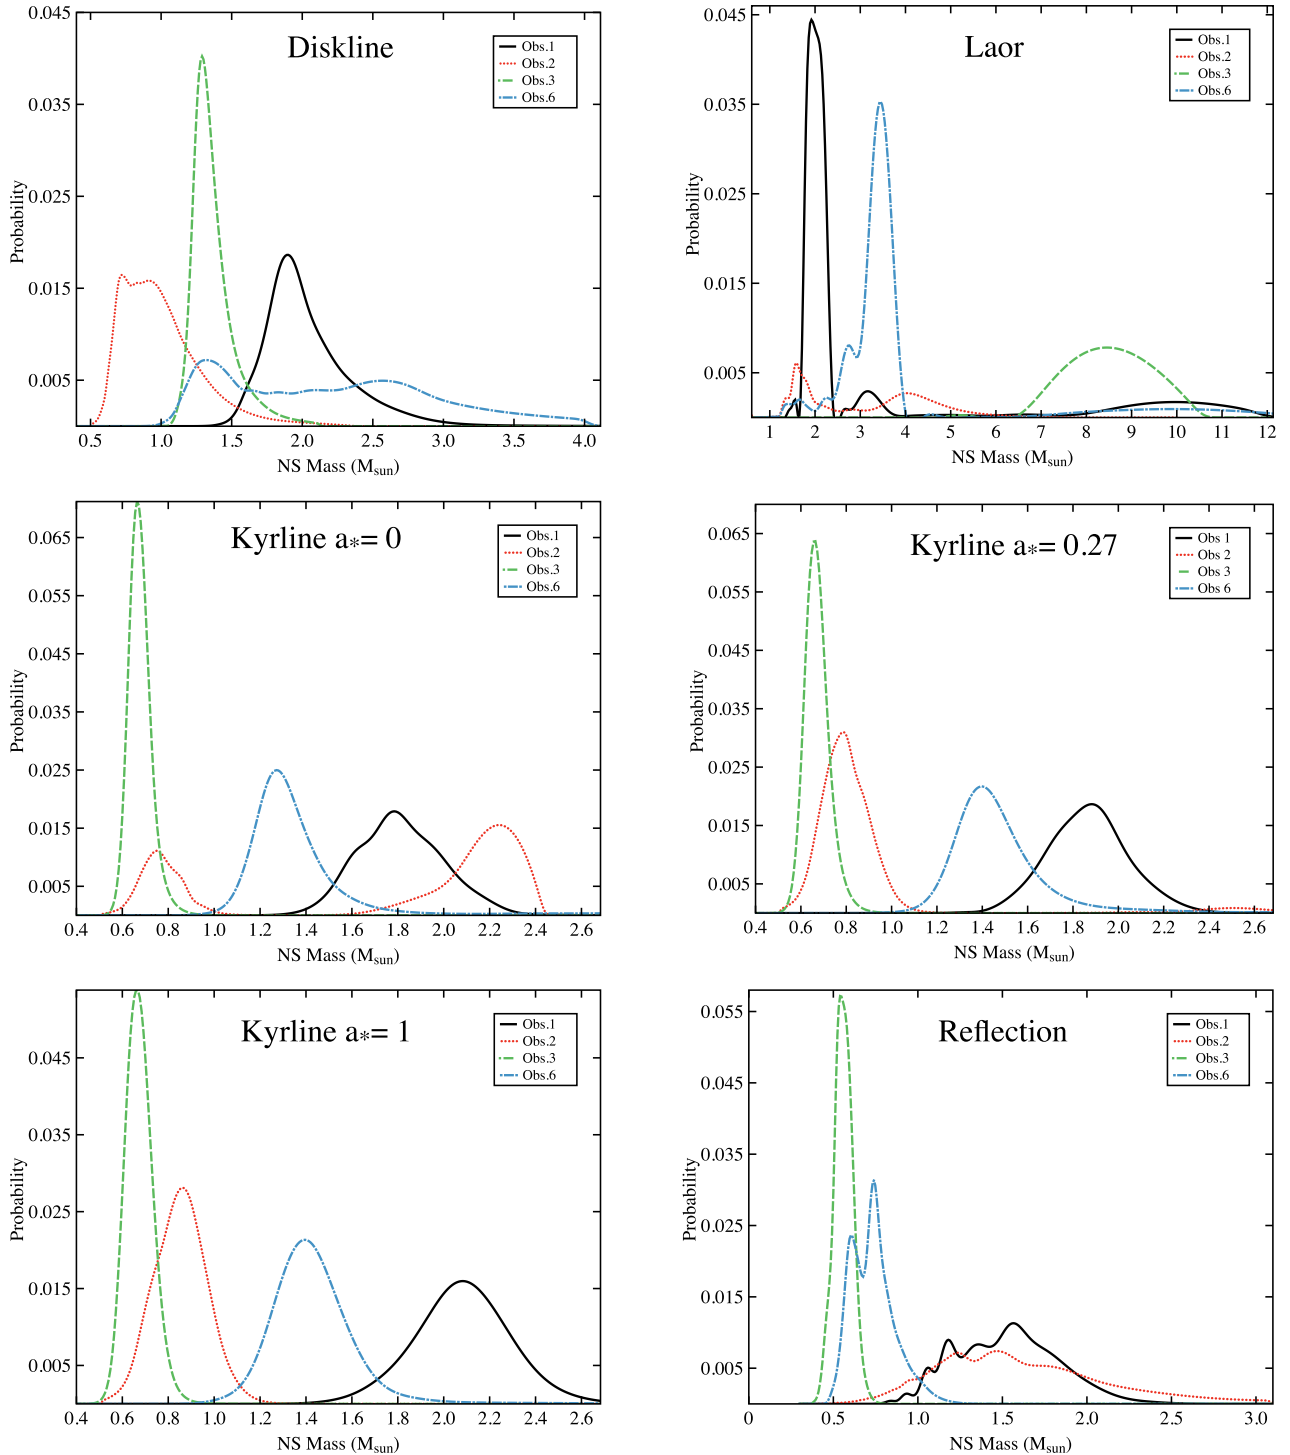 Diskline
Obs.1
Obs.2
Obs.3
Obs.6
Probability
0.045
0.035
0.025
0.015
0.005
0.5 1.0 1.5 2.0 2.5 3.0 3.5 4.0
NS Mass (Msun)
Laor
Obs.1
Obs.2
Obs.3
Obs.6
Probability
0.045
0.035
0.025
0.015
0.005
1 2 3 4 5 6 7 8 9 10 11 12
NS Mass (Msun)
Kyrline a*= 0
Obs.1
Obs.2
Obs.3
Obs.6
Probability
0.065
0.055
0.045
0.035
0.025
0.015
0.005
0.4 0.6 0.8 1.0 1.2 1.4 1.6 1.8 2.0 2.2 2.4 2.6
NS Mass (Msun)
Kyrline a*= 0.27
Obs 1
Obs 2
Obs 3
Obs 6
Probability
0.065
0.055
0.045
0.035
0.025
0.015
0.005
0.4 0.6 0.8 1.0 1.2 1.4 1.6 1.8 2.0 2.2 2.4 2.6
NS Mass (Msun)
Kyrline a*= 1
Obs.1
Obs.2
Obs.3
Obs.6
Probability
0.045
0.035
0.025
0.015
0.005
0.4 0.6 0.8 1.0 1.2 1.4 1.6 1.8 2.0 2.2 2.4 2.6
NS Mass (Msun)
Reflection
Obs.1
Obs.2
Obs.3
Obs.6
Probability
0.055
0.045
0.035
0.025
0.015
0.005
0 0.5 1.0 1.5 2.0 2.5 3.0
NS Mass (Msun)